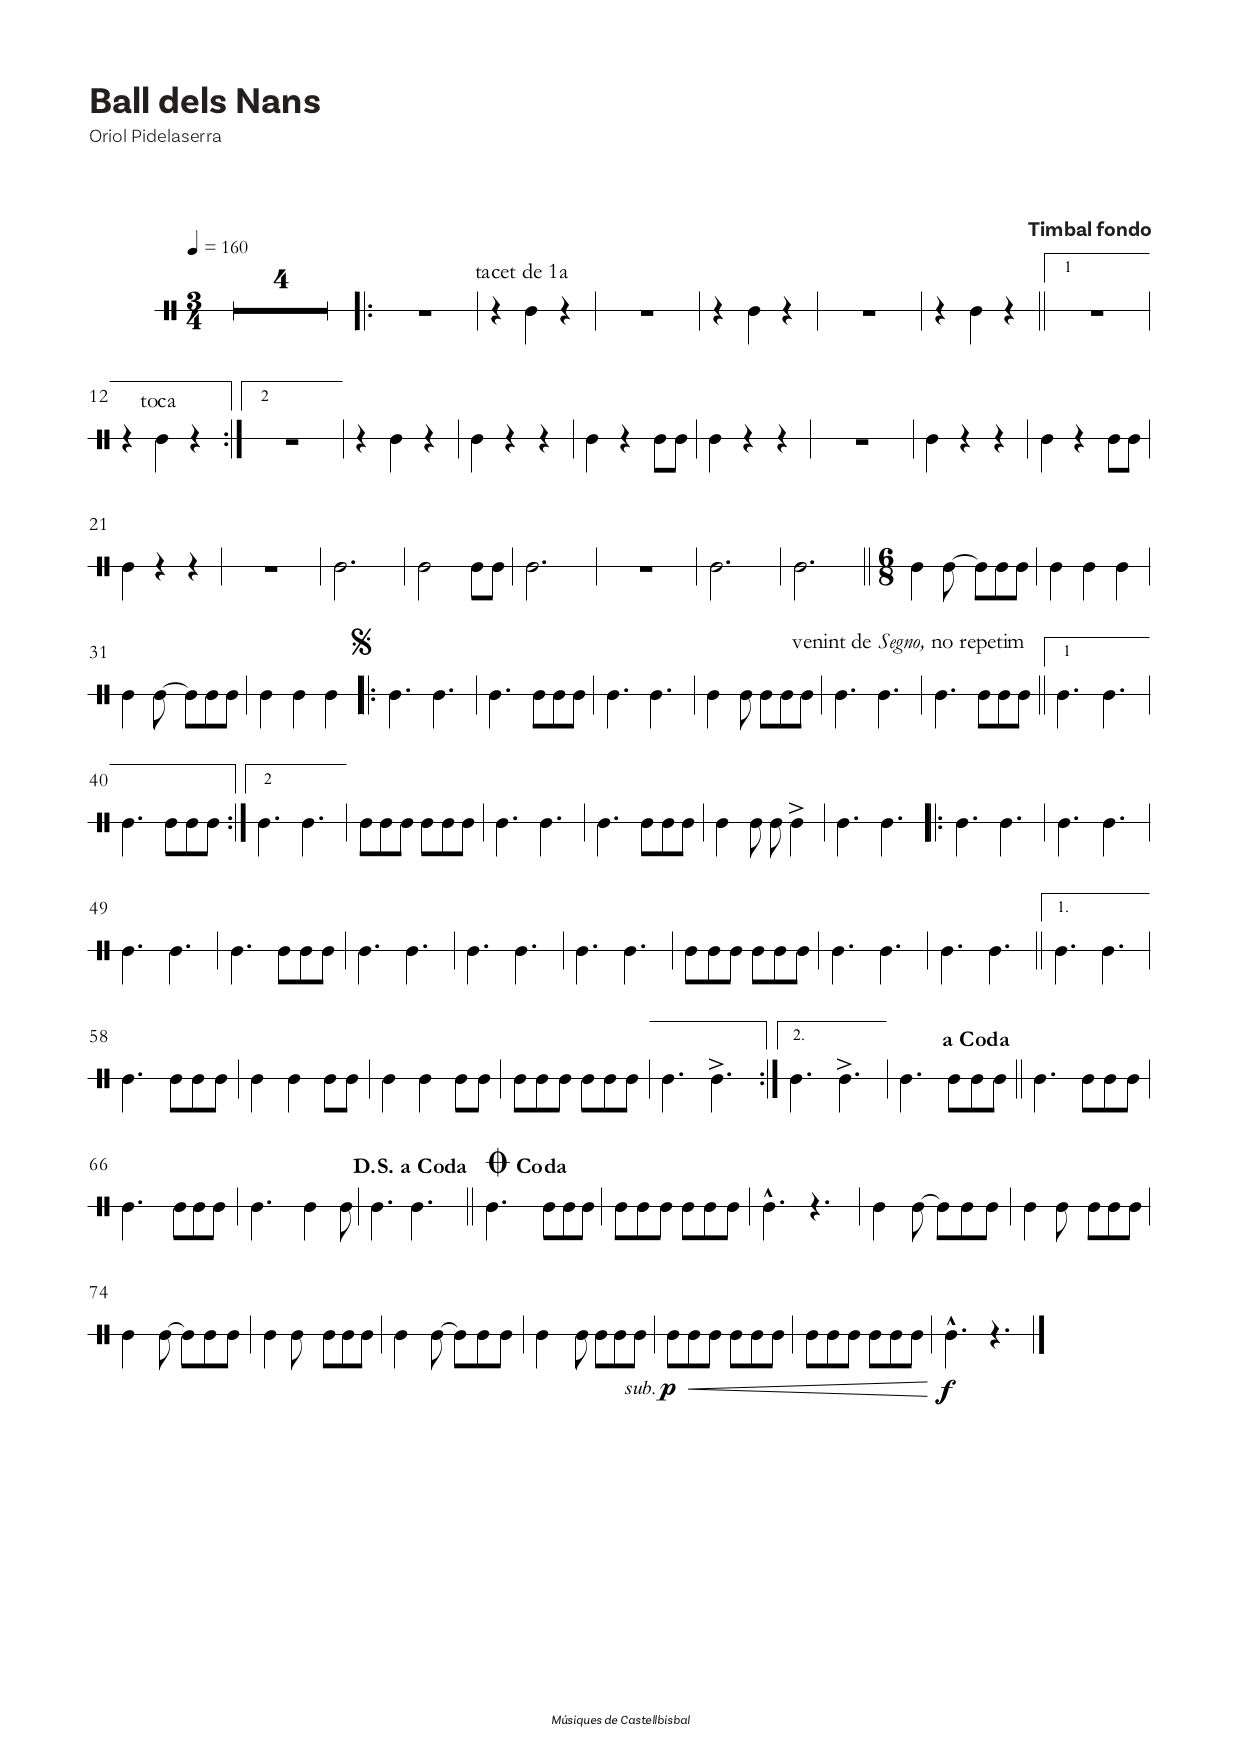 Ball dels Nans
Oriol Pidelaserra
Timbal fondo
= 160
4
tacet de 1a
1
3
4
12
toca
2
21
6
8
31
venint de Segno, no repetim
1
40
2
49
1.
58
2.
a Coda
66
D.S. a Coda
Coda
74
sub. p
f
Músiques de Castellbisbal